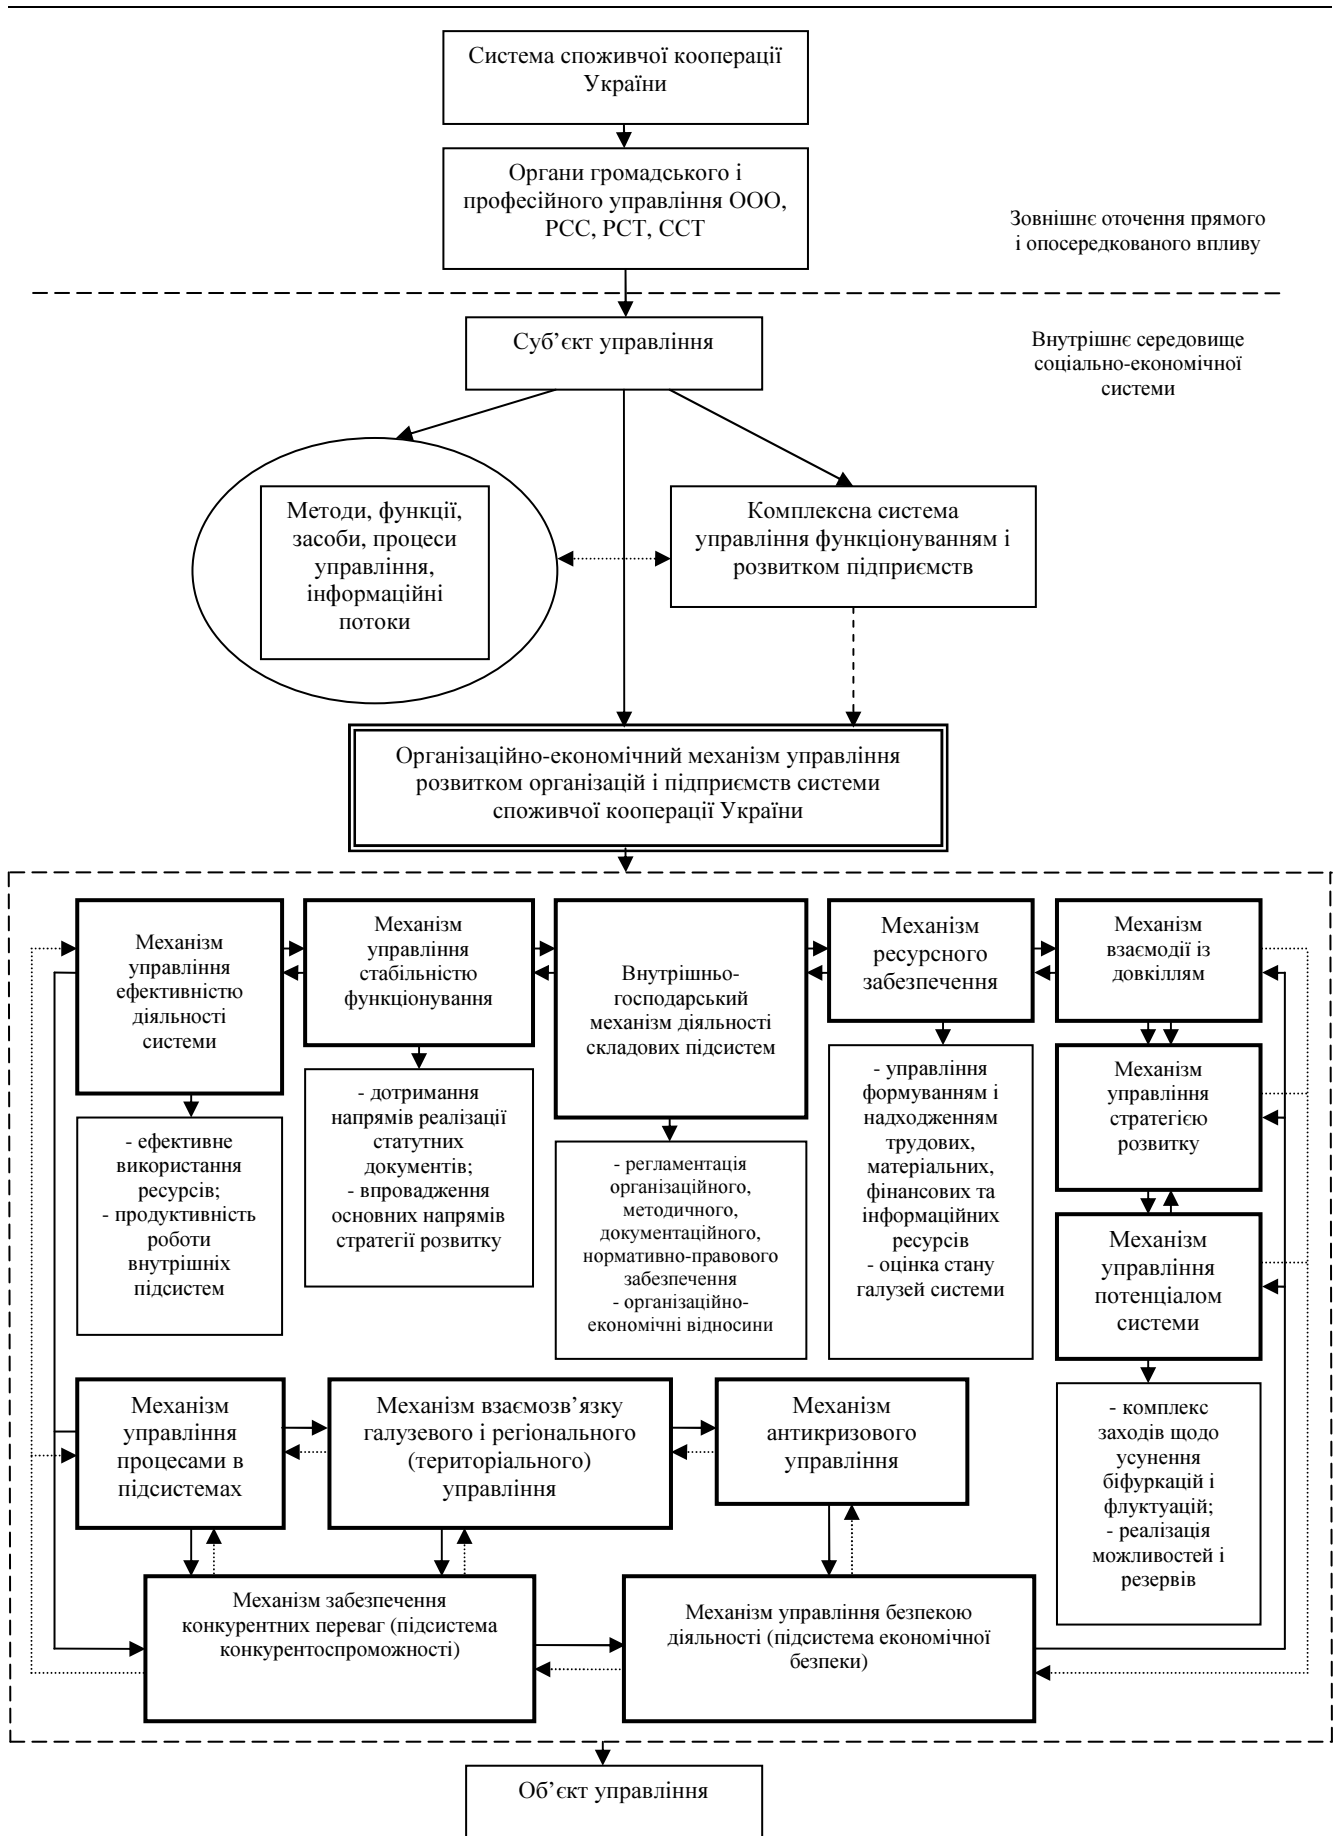 Система споживчої кооперації
України
Органи громадського і
професійного управління ООО,
РСС, РСТ, ССТ
Зовнішнє оточення прямого
і опосередкованого впливу
Суб’єкт управління
Внутрішнє середовище
соціально-економічної
системи
Методи, функції,
засоби, процеси
управління,
інформаційні
потоки
Комплексна система
управління функціонуванням і
розвитком підприємств
Організаційно-економічний механізм управління
розвитком організацій і підприємств системи
споживчої кооперації України
Механізм
управління
ефективністю
діяльності
системи
Механізм
управління
стабільністю
функціонування
Внутрішньо-
господарський
механізм діяльності
складових підсистем
Механізм
ресурсного
забезпечення
Механізм
взаємодії із
довкіллям
- ефективне
використання
ресурсів;
- продуктивність
роботи
внутрішніх
підсистем
- дотримання
напрямів реалізації
статутних
документів;
- впровадження
основних напрямів
стратегії розвитку
- регламентація
організаційного,
методичного,
документаційного,
нормативно-правового
забезпечення
- організаційно-
економічні відносини
- управління
формуванням і
надходженням
трудових,
матеріальних,
фінансових та
інформаційних
ресурсів
- оцінка стану
галузей системи
Механізм
управління
стратегією
розвитку
Механізм
управління
потенціалом
системи
- комплекс
заходів щодо
усунення
біфуркацій і
флуктуацій;
- реалізація
можливостей і
резервів
Механізм
управління
процесами в
підсистемах
Механізм взаємозв’язку
галузевого і регіонального
(територіального)
управління
Механізм
антикризового
управління
Механізм забезпечення
конкурентних переваг (підсистема
конкурентоспроможності)
Механізм управління безпекою
діяльності (підсистема економічної
безпеки)
Об’єкт управління